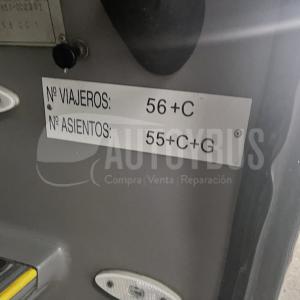 Nº VIAJEROS: 56+C
Nº ASIENTOS: 55+C+G
AUTOYBUS
Compra | Venta | Reparación